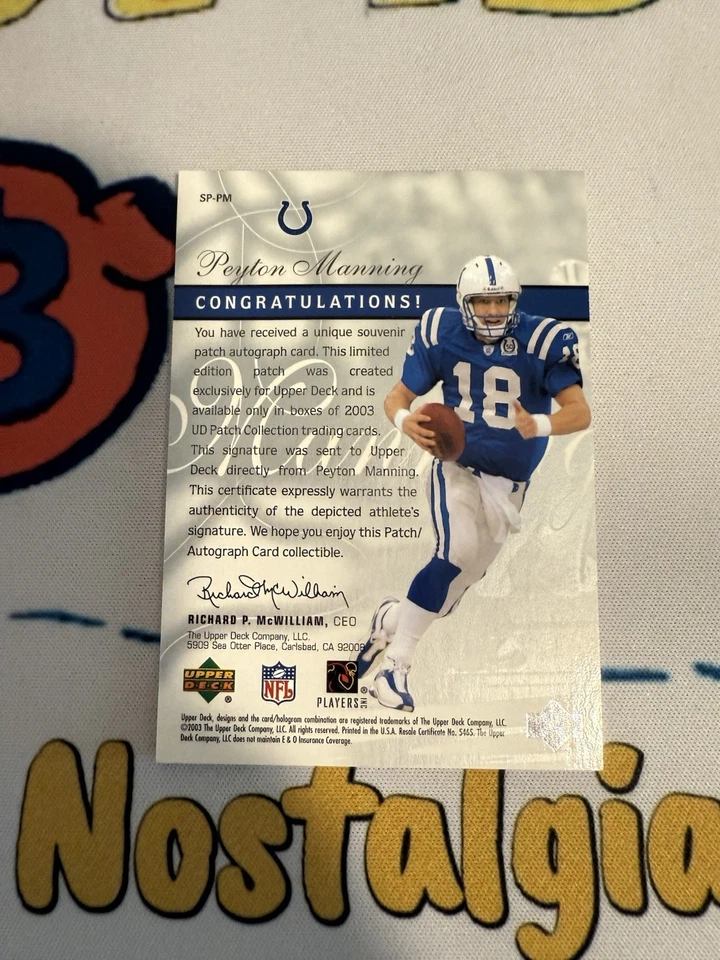 SP-PM
Peyton Manning
CONGRATULATIONS!
You have received a unique souvenir
patch autograph card. This limited
edition patch was created
exclusively for Upper Deck and is
available only in boxes of 2003
UD Patch Collection trading cards.
This signature was sent to Upper
Deck directly from Peyton Manning.
This certificate expressly warrants the
authenticity of the depicted athlete's
signature. We hope you enjoy this Patch/
Autograph Card collectible.
Richard McWilliam
RICHARD P. McWILLIAM, CEO
The Upper Deck Company, LLC.
5909 Sea Otter Place, Carlsbad, CA 92008
UPPER
DECK ®
NFL
PLAYERS INC ®
Upper Deck, designs and the card/hologram combination are registered trademarks of The Upper Deck Company, LLC.
©2003 The Upper Deck Company, LLC. All rights reserved. Printed in the U.S.A. Resale Certificate No. 5465. The Upper
Deck Company, LLC does not maintain E & O Insurance Coverage.
18
18
Nostalgia